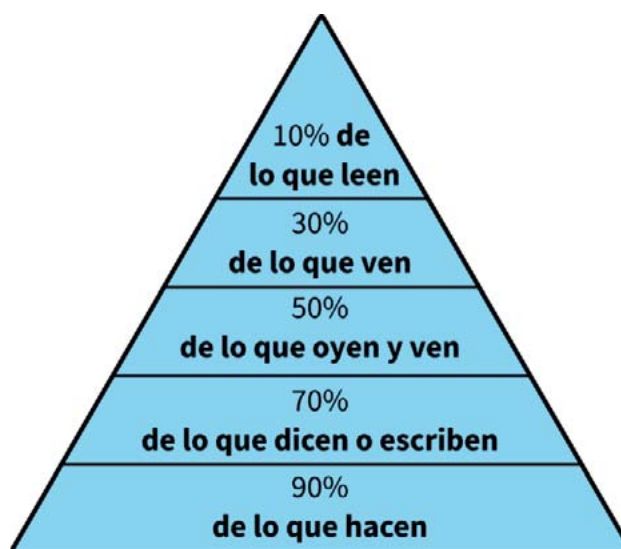 10% de
lo que leen
30%
de lo que ven
50%
de lo que oyen y ven
70%
de lo que dicen o escriben
90%
de lo que hacen